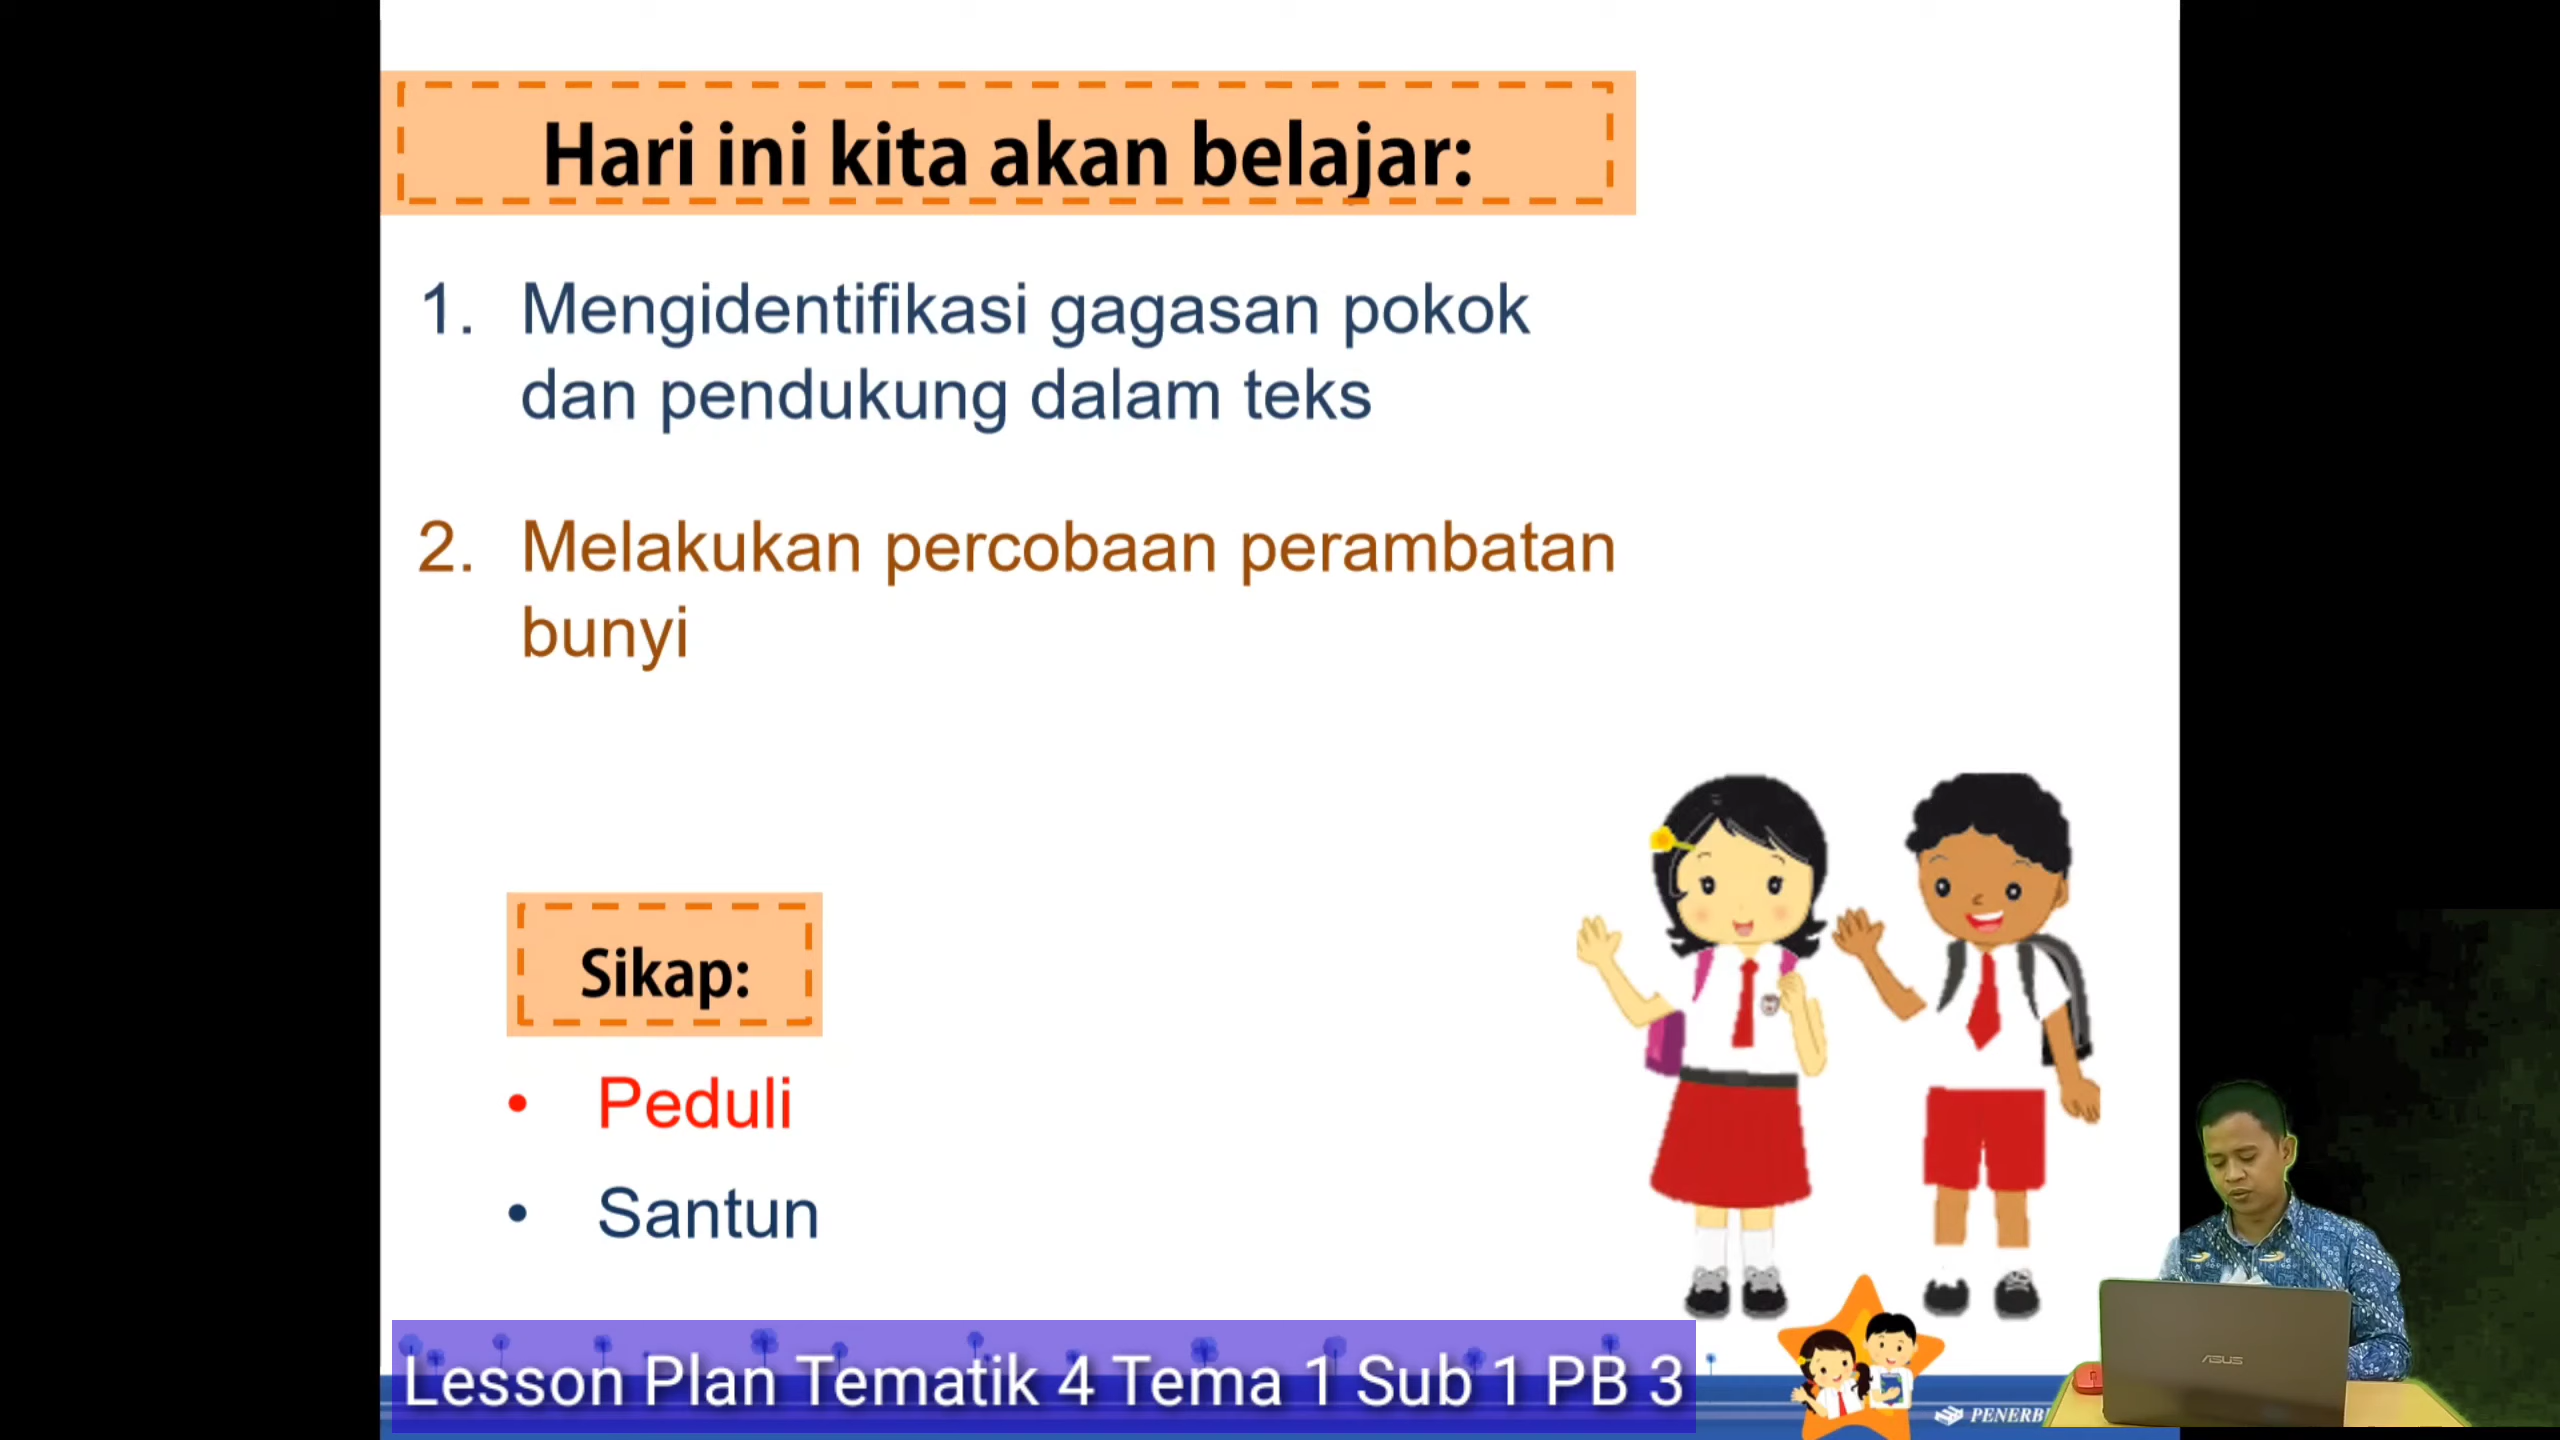 Hari ini kita akan belajar:
1. Mengidentifikasi gagasan pokok
dan pendukung dalam teks
2. Melakukan percobaan perambatan
bunyi
Sikap:
• Peduli
• Santun
Lesson Plan Tematik 4 Tema 1 Sub 1 PB 3
ASUS